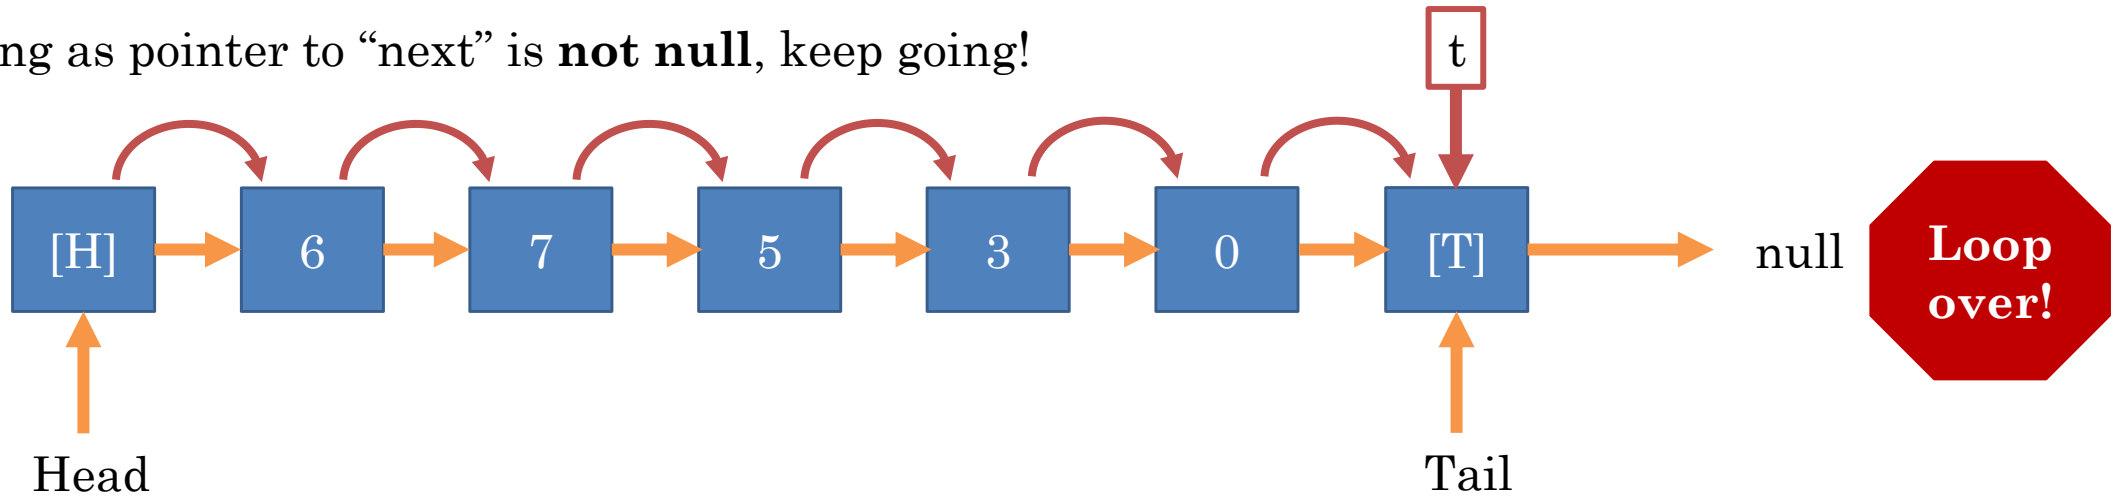 ng as pointer to “next” is not null, keep going!
t
[H] 6 7 5 3 0 [T] null
Loop
over!
Head
Tail